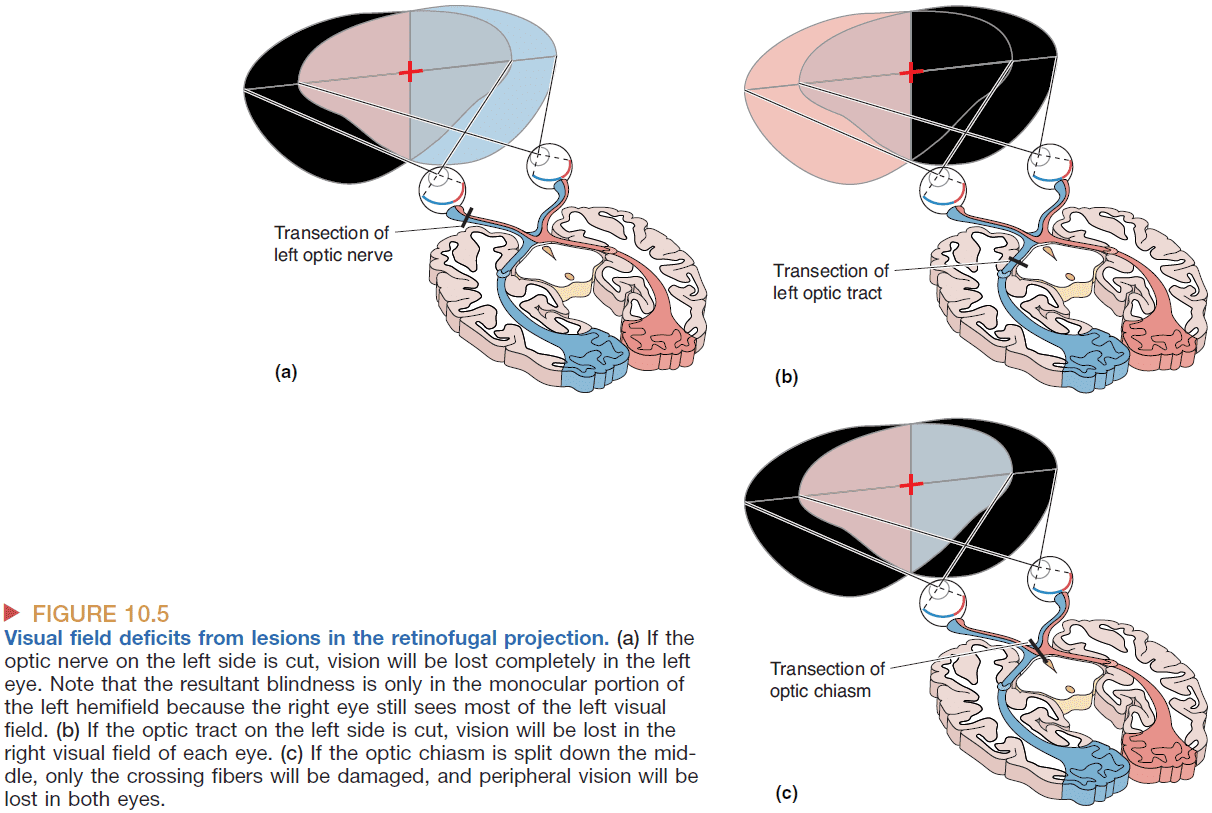 Transection of
left optic nerve
(a)
Transection of
left optic tract
(b)
Transection of
optic chiasm
(c)
FIGURE 10.5
Visual field deficits from lesions in the retinofugal projection. (a) If the
optic nerve on the left side is cut, vision will be lost completely in the left
eye. Note that the resultant blindness is only in the monocular portion of
the left hemifield because the right eye still sees most of the left visual
field. (b) If the optic tract on the left side is cut, vision will be lost in the
right visual field of each eye. (c) If the optic chiasm is split down the mid-
dle, only the crossing fibers will be damaged, and peripheral vision will be
lost in both eyes.